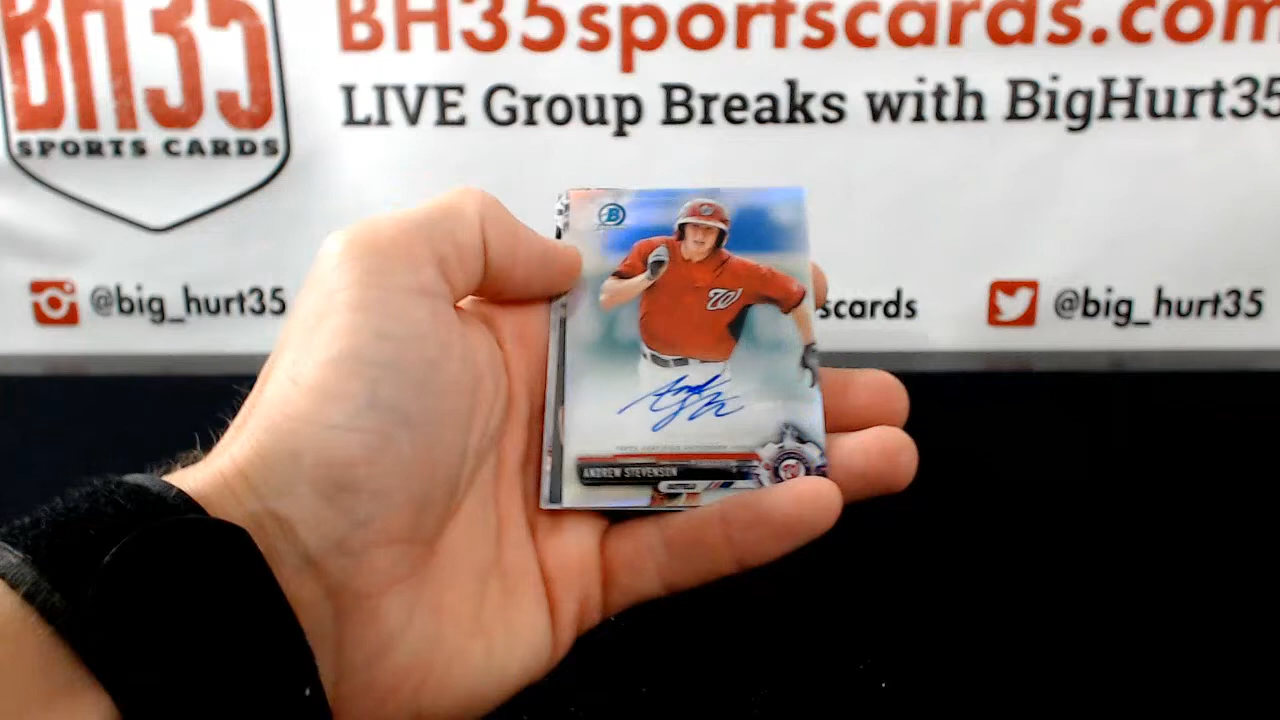 BH35
SPORTS CARDS
BH35sportscards.com
LIVE Group Breaks with BigHurt35
@big_hurt35
scards
@big_hurt35
B
W
ANDREW STEVENSON
W